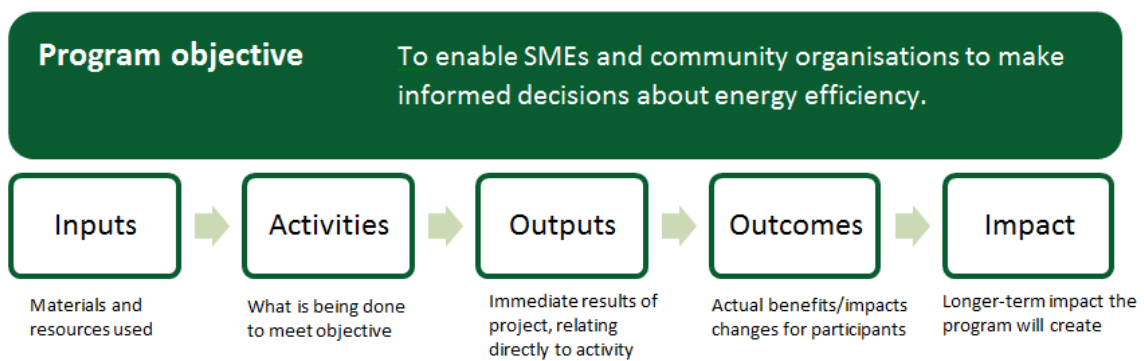 Program objective
To enable SMEs and community organisations to make
informed decisions about energy efficiency.
Inputs
Activities
Outputs
Outcomes
Impact
Materials and
resources used
What is being done
to meet objective
Immediate results of
project, relating
directly to activity
Actual benefits/impacts
changes for participants
Longer-term impact the
program will create